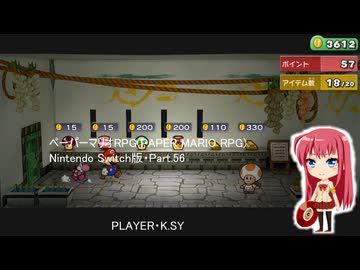 3612
ポイント 57
アイテム数 18/20
15 15 200 200 110 330
ペーパーマリオRPG(PAPER MARIO RPG)
Nintendo Switch版・Part.56
PLAYER・K.SY